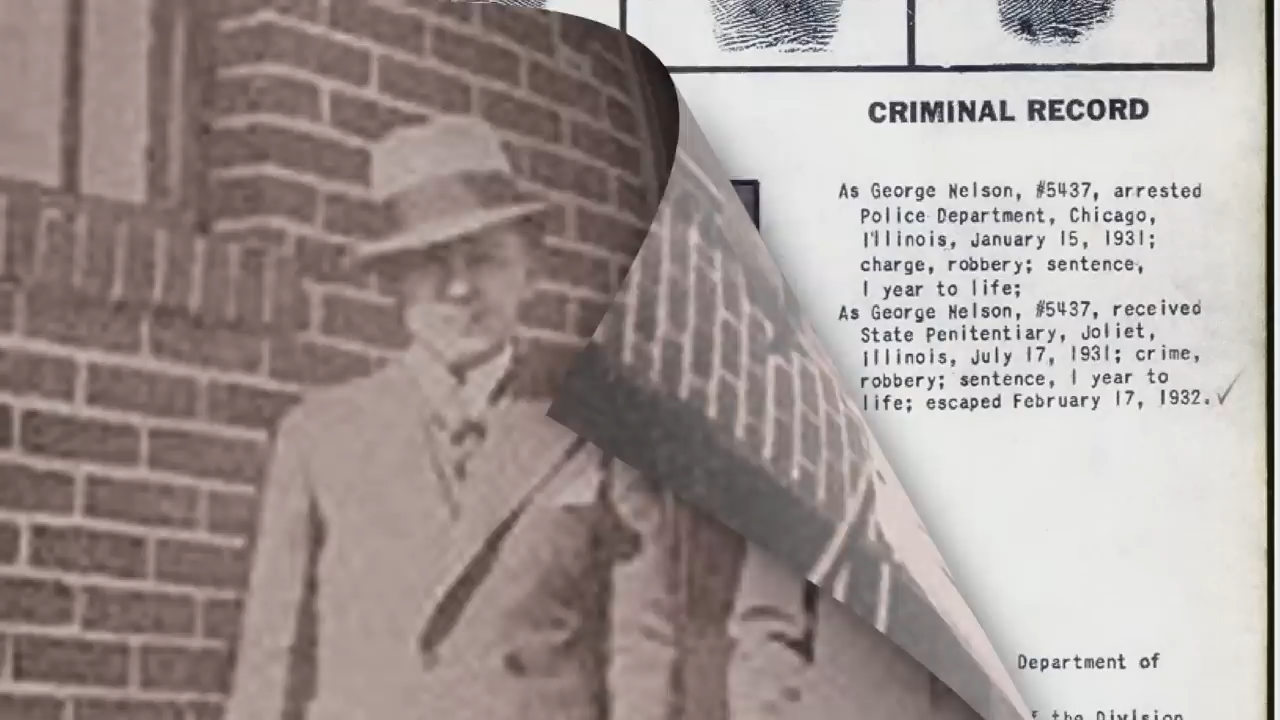 CRIMINAL RECORD
As George Nelson, #5437, arrested
Police Department, Chicago,
Illinois, January 15, 1931;
charge, robbery; sentence,
1 year to life;
As George Nelson, #5437, received
State Penitentiary, Joliet,
Illinois, July 17, 1931; crime,
robbery; sentence, 1 year to
life; escaped February 17, 1932.
Department of
the Division